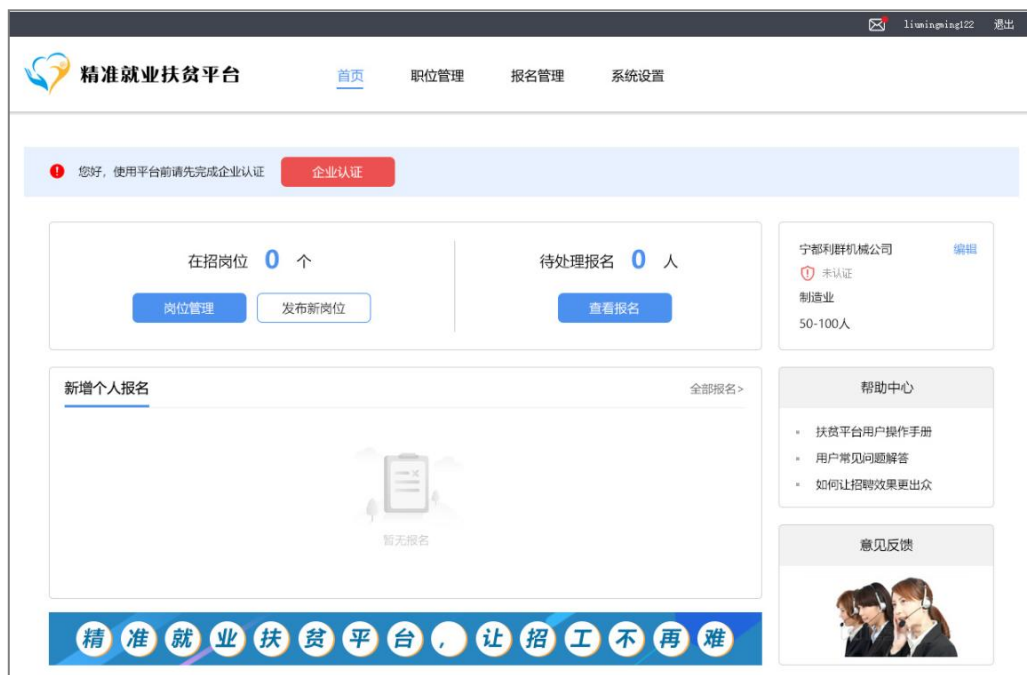 liumingming122 退出
精准就业扶贫平台 首页 职位管理 报名管理 系统设置
您好，使用平台前请先完成企业认证 企业认证
在招岗位 0 个
岗位管理 发布新岗位
待处理报名 0 人
查看报名
宁都利群机械公司 编辑
未认证
制造业
50-100人
新增个人报名 全部报名>
暂无报名
帮助中心
扶贫平台用户操作手册
用户常见问题解答
如何让招聘效果更出众
意见反馈
精准就业扶贫平台，让招工不再难